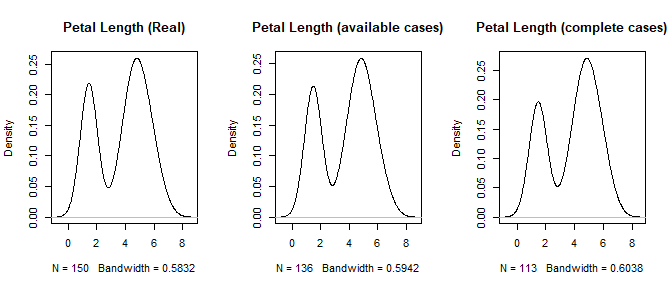 Petal Length (Real)
Petal Length (available cases)
Petal Length (complete cases)
Density
0.00
0.05
0.10
0.15
0.20
0.25
0 2 4 6 8
N = 150 Bandwidth = 0.5832
Density
0.00
0.05
0.10
0.15
0.20
0.25
0 2 4 6 8
N = 136 Bandwidth = 0.5942
Density
0.00
0.05
0.10
0.15
0.20
0.25
0 2 4 6 8
N = 113 Bandwidth = 0.6038